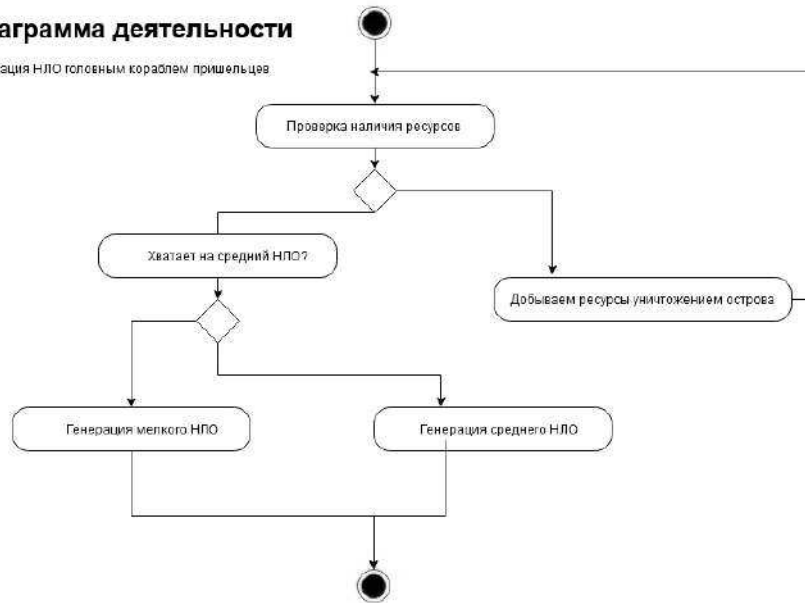 аграмма деятельности
ация НЛО головным кораблем пришельцев
Проверка наличия ресурсов
Хватает на средний НЛО?
Добываем ресурсы уничтожением острова
Генерация мелкого НЛО
Генерация среднего НЛО